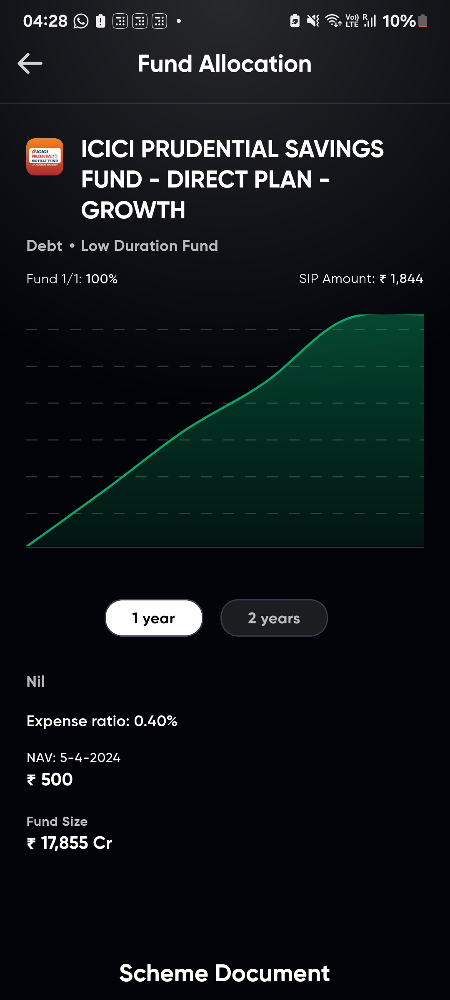 04:28
Vo)) LTE R 10%
Fund Allocation
ICICI
PRUDENTIAL
MUTUAL FUND
TARAKKI KAREIN!
ICICI PRUDENTIAL SAVINGS
FUND - DIRECT PLAN -
GROWTH
Debt • Low Duration Fund
Fund 1/1: 100%
SIP Amount: ₹ 1,844
1 year
2 years
Nil
Expense ratio: 0.40%
NAV: 5-4-2024
₹ 500
Fund Size
₹ 17,855 Cr
Scheme Document